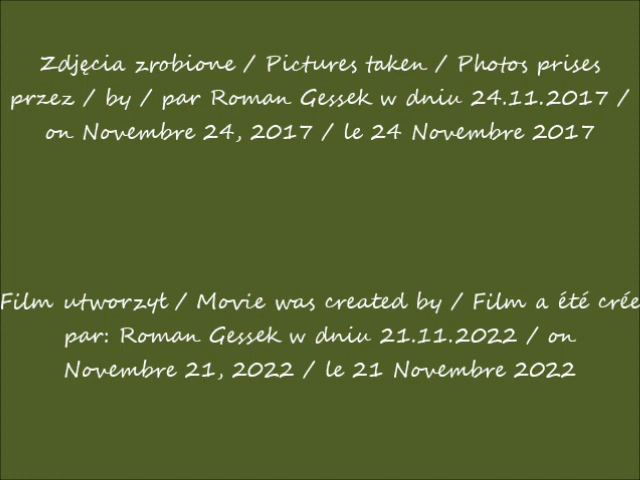 Zdjęcia zrobione / Pictures taken / Photos prises
przez / by / par Roman Gessek w dniu 24.11.2017 /
on Novembre 24, 2017 / le 24 Novembre 2017
Film utworzył / Movie was created by / Film a été crée
par: Roman Gessek w dniu 21.11.2022 / on
Novembre 21, 2022 / le 21 Novembre 2022